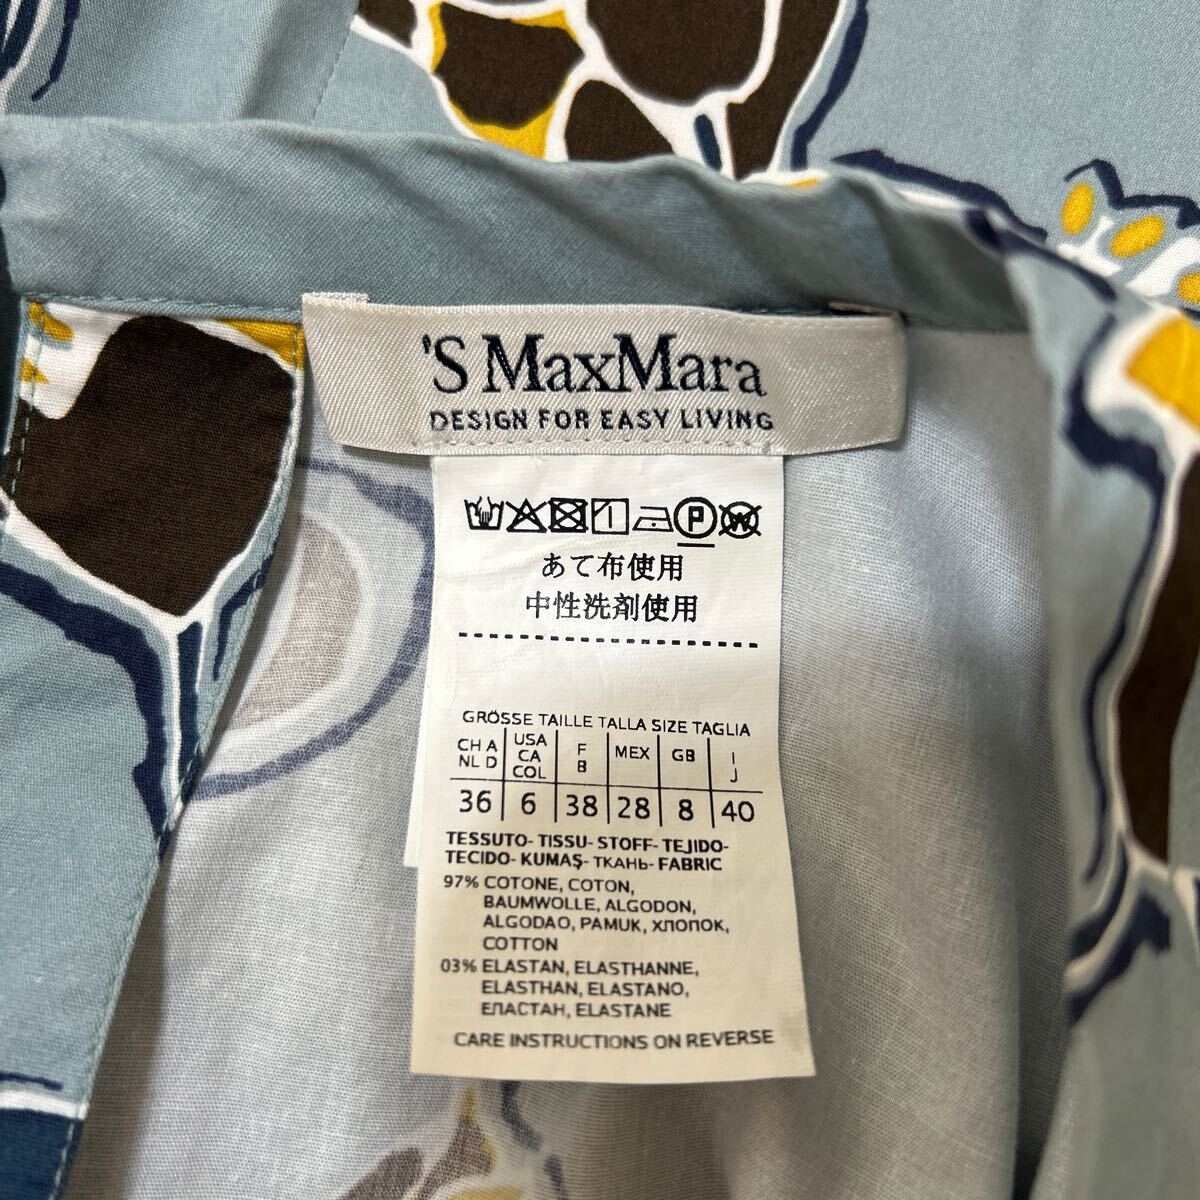 'S MaxMara
DESIGN FOR EASY LIVING
P W
あて布使用
中性洗剤使用
GRÖSSE TAILLE TALLA SIZE TAGLIA
CH A NL D USA CA COL F B MEX GB I J
36 6 38 28 8 40
TESSUTO- TISSU- STOFF- TEJIDO-
TECIDO- KUMAŞ- ТКАНЬ- FABRIC
97% COTONE, COTON,
BAUMWOLLE, ALGODON,
ALGODAO, PAMUK, ХЛОПОК,
COTTON
03% ELASTAN, ELASTHANNE,
ELASTHAN, ELASTANO,
ЕПАСТАН, ELASTANE
CARE INSTRUCTIONS ON REVERSE